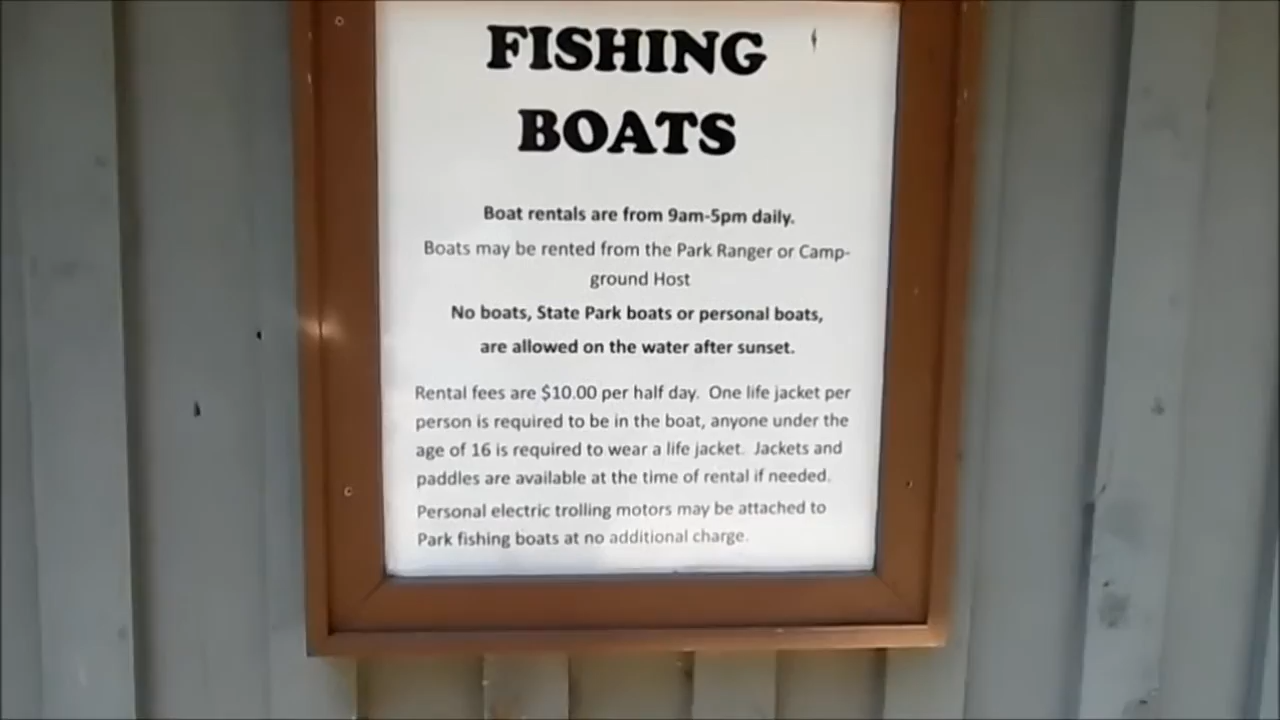 FISHING
BOATS
Boat rentals are from 9am-5pm daily.
Boats may be rented from the Park Ranger or Camp-
ground Host
No boats, State Park boats or personal boats,
are allowed on the water after sunset.
Rental fees are $10.00 per half day. One life jacket per
person is required to be in the boat, anyone under the
age of 16 is required to wear a life jacket. Jackets and
paddles are available at the time of rental if needed.
Personal electric trolling motors may be attached to
Park fishing boats at no additional charge.